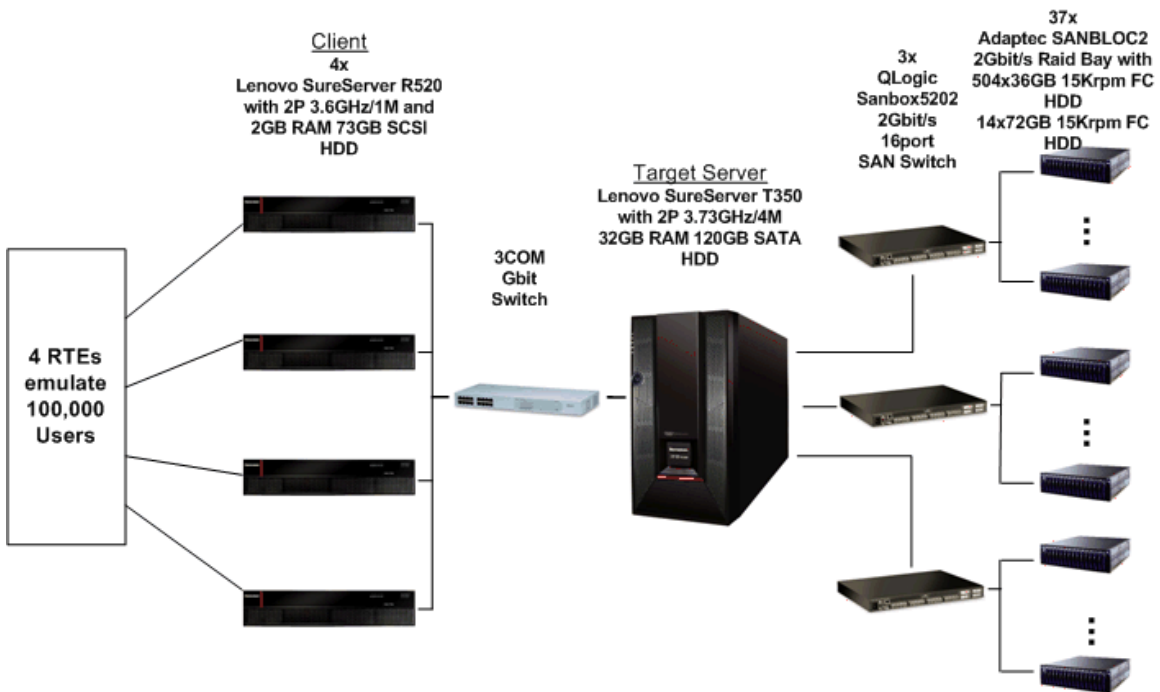 Client
4x
Lenovo SureServer R520
with 2P 3.6GHz/1M and
2GB RAM 73GB SCSI
HDD
4 RTEs
emulate
100,000
Users
3COM
Gbit
Switch
Target Server
Lenovo SureServer T350
with 2P 3.73GHz/4M
32GB RAM 120GB SATA
HDD
3x
QLogic
Sanbox5202
2Gbit/s
16port
SAN Switch
37x
Adaptec SANBLOC2
2Gbit/s Raid Bay with
504x36GB 15Krpm FC
HDD
14x72GB 15Krpm FC
HDD